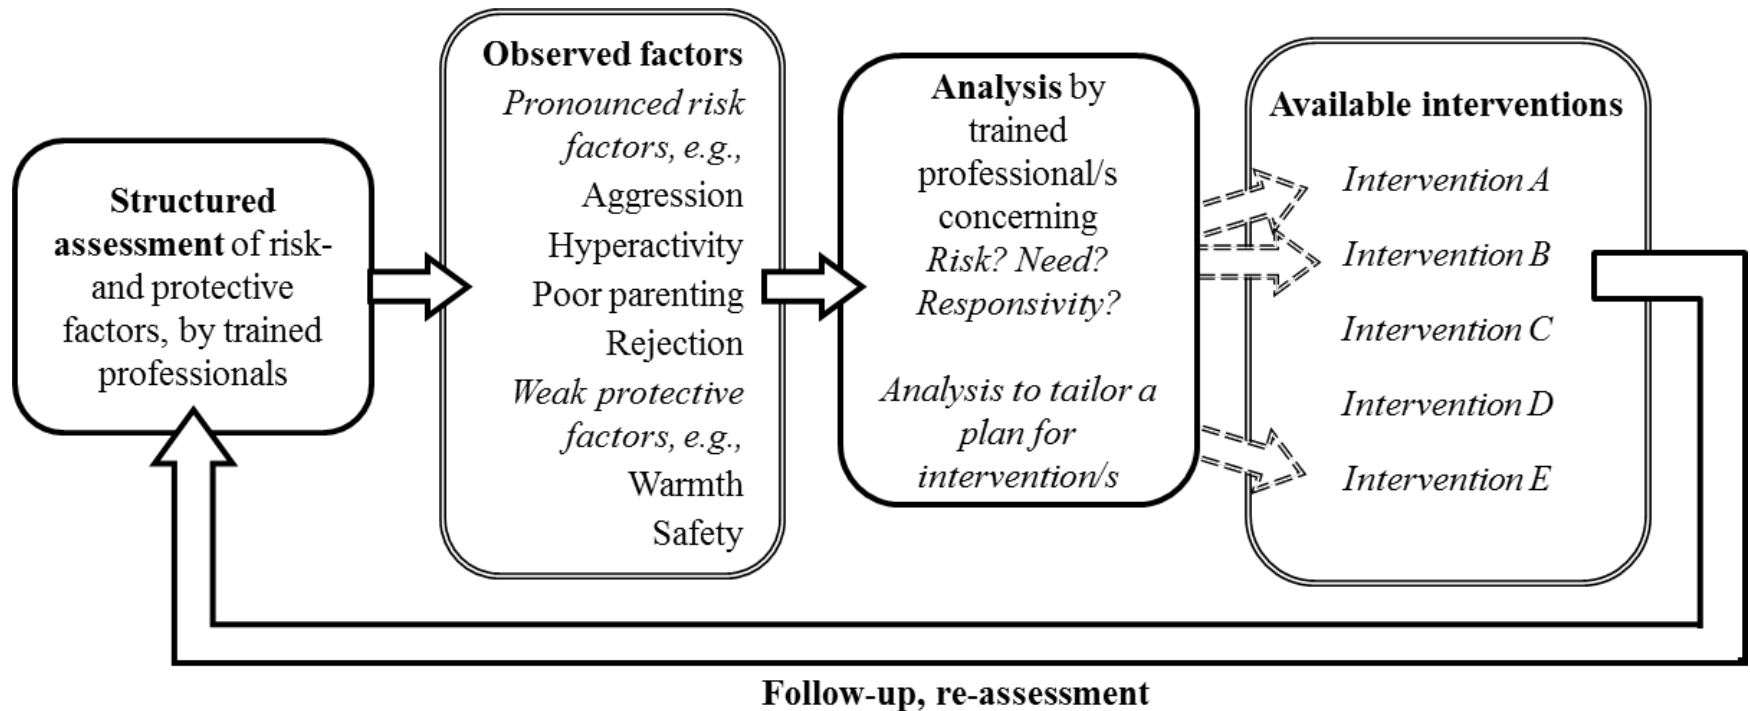 Structured
assessment of risk-
and protective
factors, by trained
professionals
Observed factors
Pronounced risk
factors, e.g.,
Aggression
Hyperactivity
Poor parenting
Rejection
Weak protective
factors, e.g.,
Warmth
Safety
Analysis by
trained
professional/s
concerning
Risk? Need?
Responsivity?
Analysis to tailor a
plan for
intervention/s
Available interventions
Intervention A
Intervention B
Intervention C
Intervention D
Intervention E
Follow-up, re-assessment